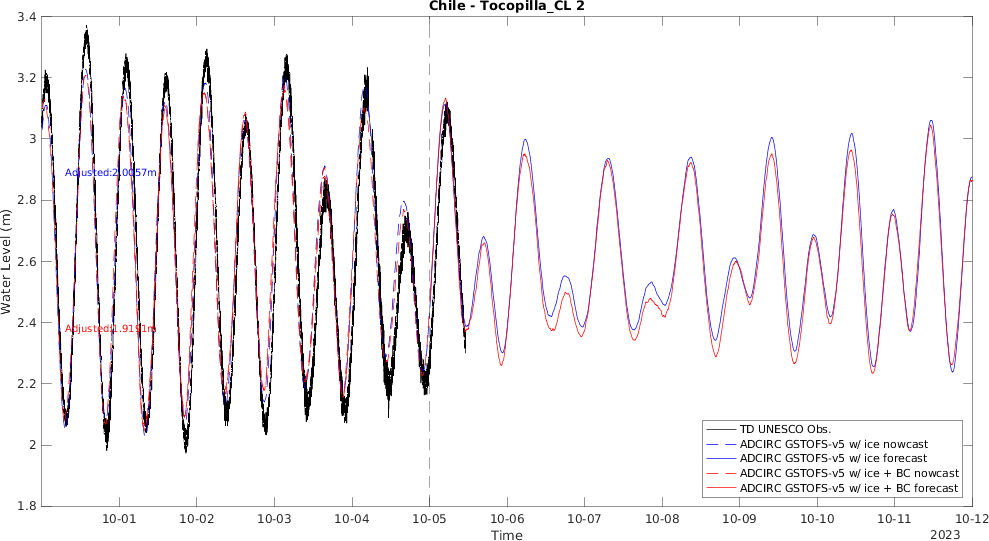 Chile - Tocopilla_CL 2
3.4
3.2
3
2.8
2.6
2.4
2.2
2
1.8
Water Level (m)
Adjusted:2.0057m
Adjusted:1.9191m
TD UNESCO Obs.
ADCIRC GSTOFS-v5 w/ ice nowcast
ADCIRC GSTOFS-v5 w/ ice forecast
ADCIRC GSTOFS-v5 w/ ice + BC nowcast
ADCIRC GSTOFS-v5 w/ ice + BC forecast
10-01 10-02 10-03 10-04 10-05 10-06 10-07 10-08 10-09 10-10 10-11 10-12
Time
2023